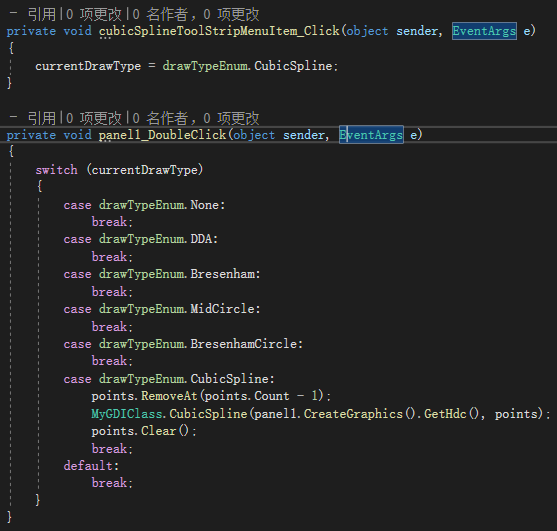 － 引用|0 项更改|0 名作者，0 项更改
private void cubicSplineToolStripMenuItem_Click(object sender, EventArgs e)
{
    currentDrawType = drawTypeEnum.CubicSpline;
}
－ 引用|0 项更改|0 名作者，0 项更改
private void panel1_DoubleClick(object sender, EventArgs e)
{
    switch (currentDrawType)
    {
        case drawTypeEnum.None:
            break;
        case drawTypeEnum.DDA:
            break;
        case drawTypeEnum.Bresenham:
            break;
        case drawTypeEnum.MidCircle:
            break;
        case drawTypeEnum.BresenhamCircle:
            break;
        case drawTypeEnum.CubicSpline:
            points.RemoveAt(points.Count - 1);
            MyGDIClass.CubicSpline(panel1.CreateGraphics().GetHdc(), points);
            points.Clear();
            break;
        default:
            break;
    }
}